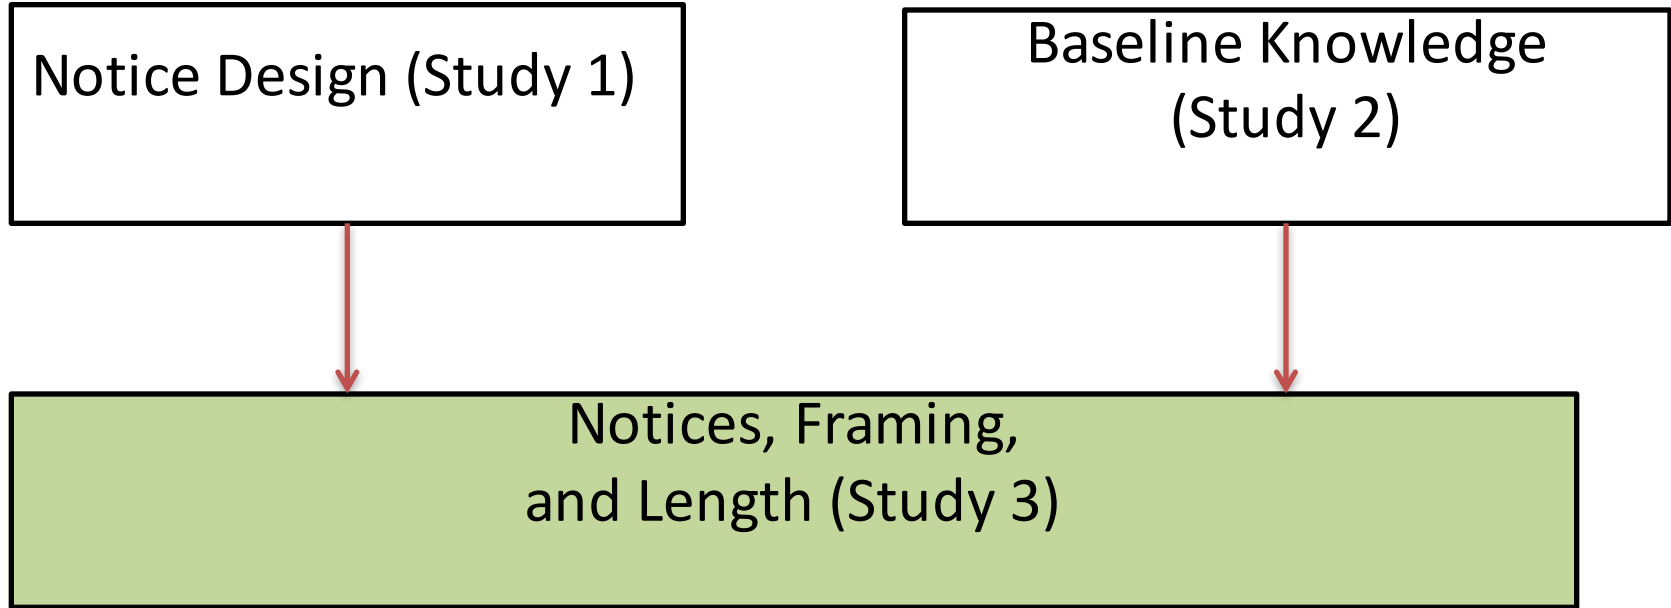 Notice Design (Study 1)
Baseline Knowledge
(Study 2)
Notices, Framing,
and Length (Study 3)